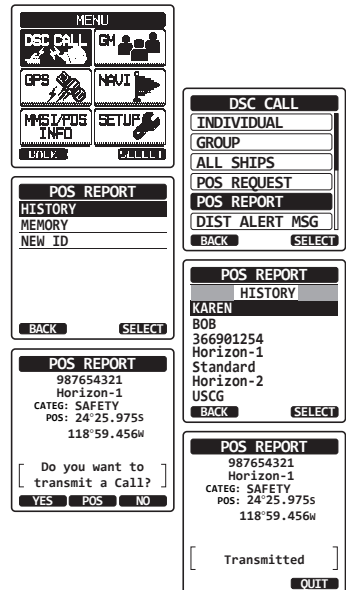 MENU
DSC CALL
GM
GPS
NAVI
MMSI/POS
INFO
SETUP
BACK
SELECT
DSC CALL
INDIVIDUAL
GROUP
ALL SHIPS
POS REQUEST
POS REPORT
DIST ALERT MSG
BACK SELECT
POS REPORT
HISTORY
MEMORY
NEW ID
BACK SELECT
POS REPORT
HISTORY
KAREN
BOB
366901254
Horizon-1
Standard
Horizon-2
USCG
BACK SELECT
POS REPORT
987654321
Horizon-1
CATEG: SAFETY
POS: 24°25.975S
118°59.456W
[ Do you want to
transmit a Call? ]
YES POS NO
POS REPORT
987654321
Horizon-1
CATEG: SAFETY
POS: 24°25.975S
118°59.456W
[ Transmitted ]
QUIT